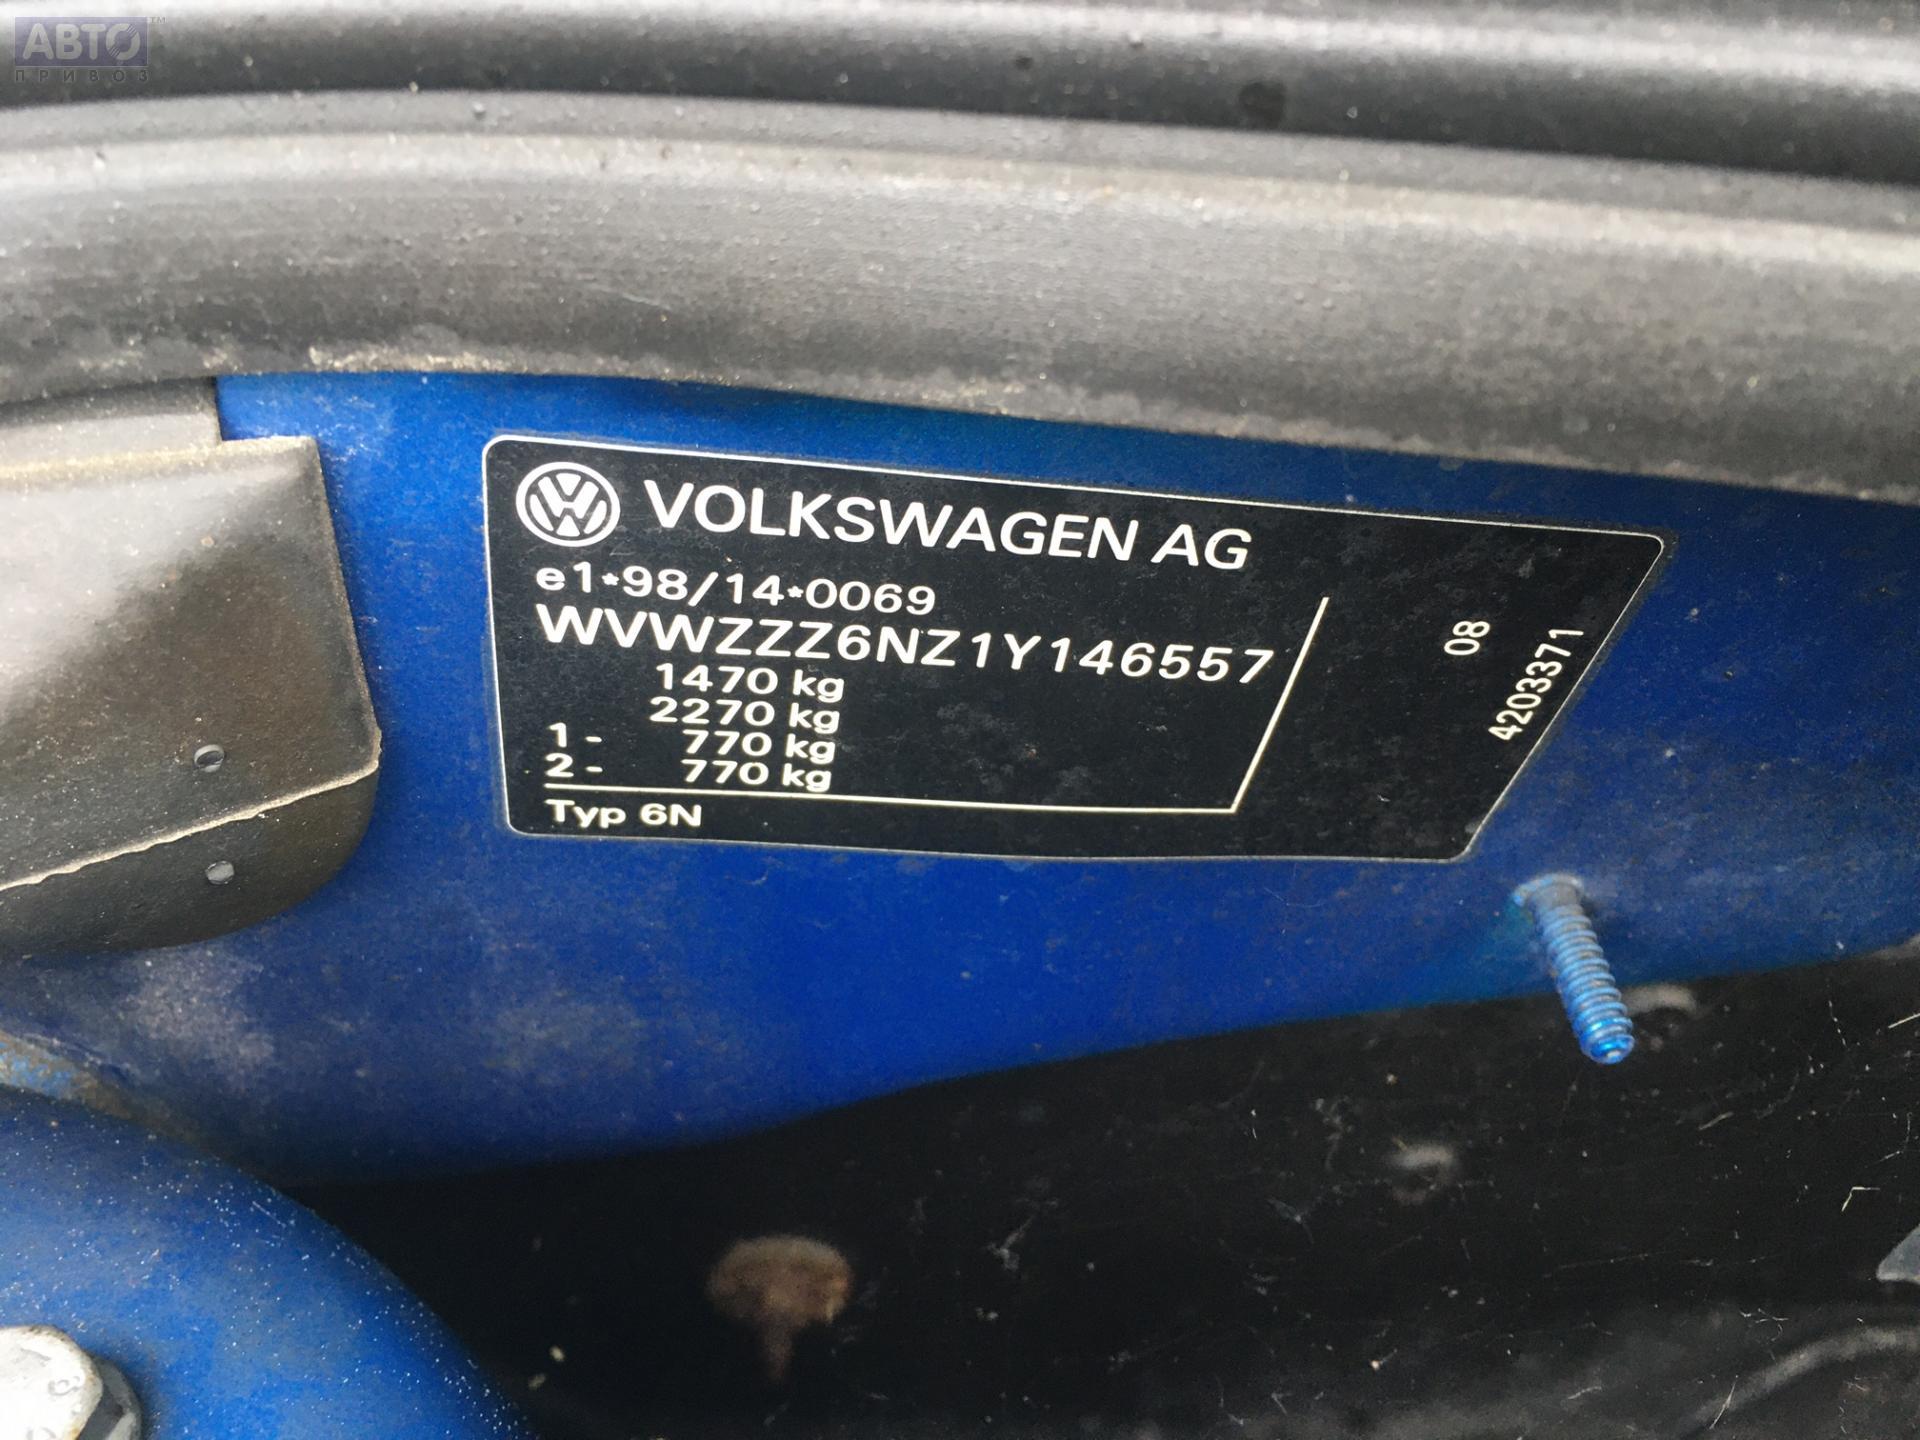 АВТО™
ПРИВОЗ
VOLKSWAGEN AG
e1*98/14*0069
WVWZZZ6NZ1Y146557
1470 kg
2270 kg
1- 770 kg
2- 770 kg
Typ 6N
08
4203371